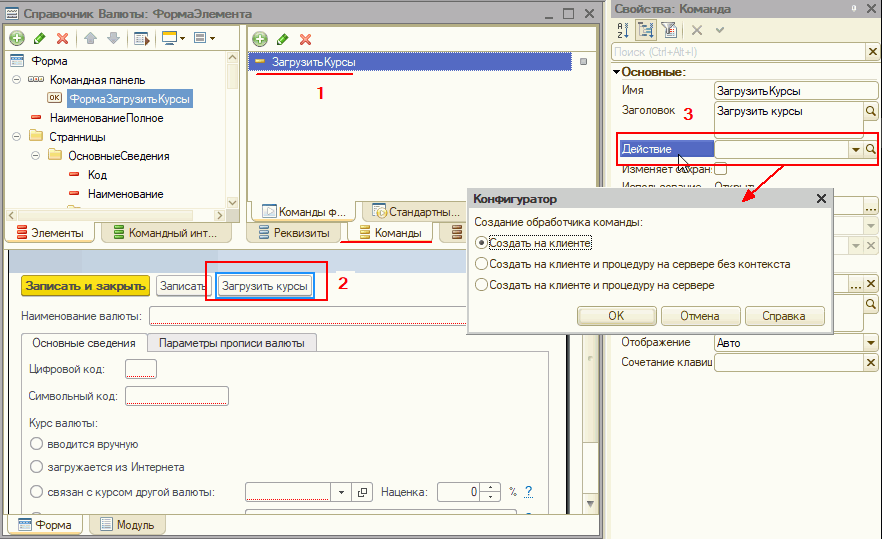 Справочник Валюты: ФормаЭлемента
Форма
Командная панель
OK ФормаЗагрузитьКурсы
НаименованиеПолное
Страницы
ОсновныеСведения
Код
Наименование
Элементы
Командный инт...
ЗагрузитьКурсы
1
Команды ф...
Стандартны...
Реквизиты
Команды
Записать и закрыть
Записать
Загрузить курсы
2
Наименование валюты:
Основные сведения
Параметры прописи валюты
Цифровой код:
Символьный код:
Курс валюты:
вводится вручную
загружается из Интернета
связан с курсом другой валюты:
Наценка:
0
%
?
Форма
Модуль
Свойства: Команда
Поиск (Ctrl+Alt+I)
Основные:
Имя
ЗагрузитьКурсы
Заголовок
3
Загрузить курсы
Действие
Изменяет сохран
Конфигуратор
Создание обработчика команды:
Создать на клиенте
Создать на клиенте и процедуру на сервере без контекста
Создать на клиенте и процедуру на сервере
OK
Отмена
Справка
Отображение
Авто
Сочетание клавиш